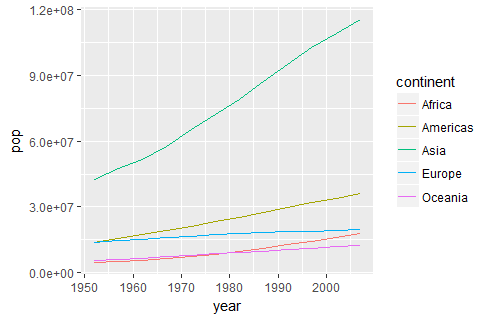 1.2e+08
9.0e+07
6.0e+07
3.0e+07
0.0e+00
pop
1950 1960 1970 1980 1990 2000
year
continent
Africa
Americas
Asia
Europe
Oceania